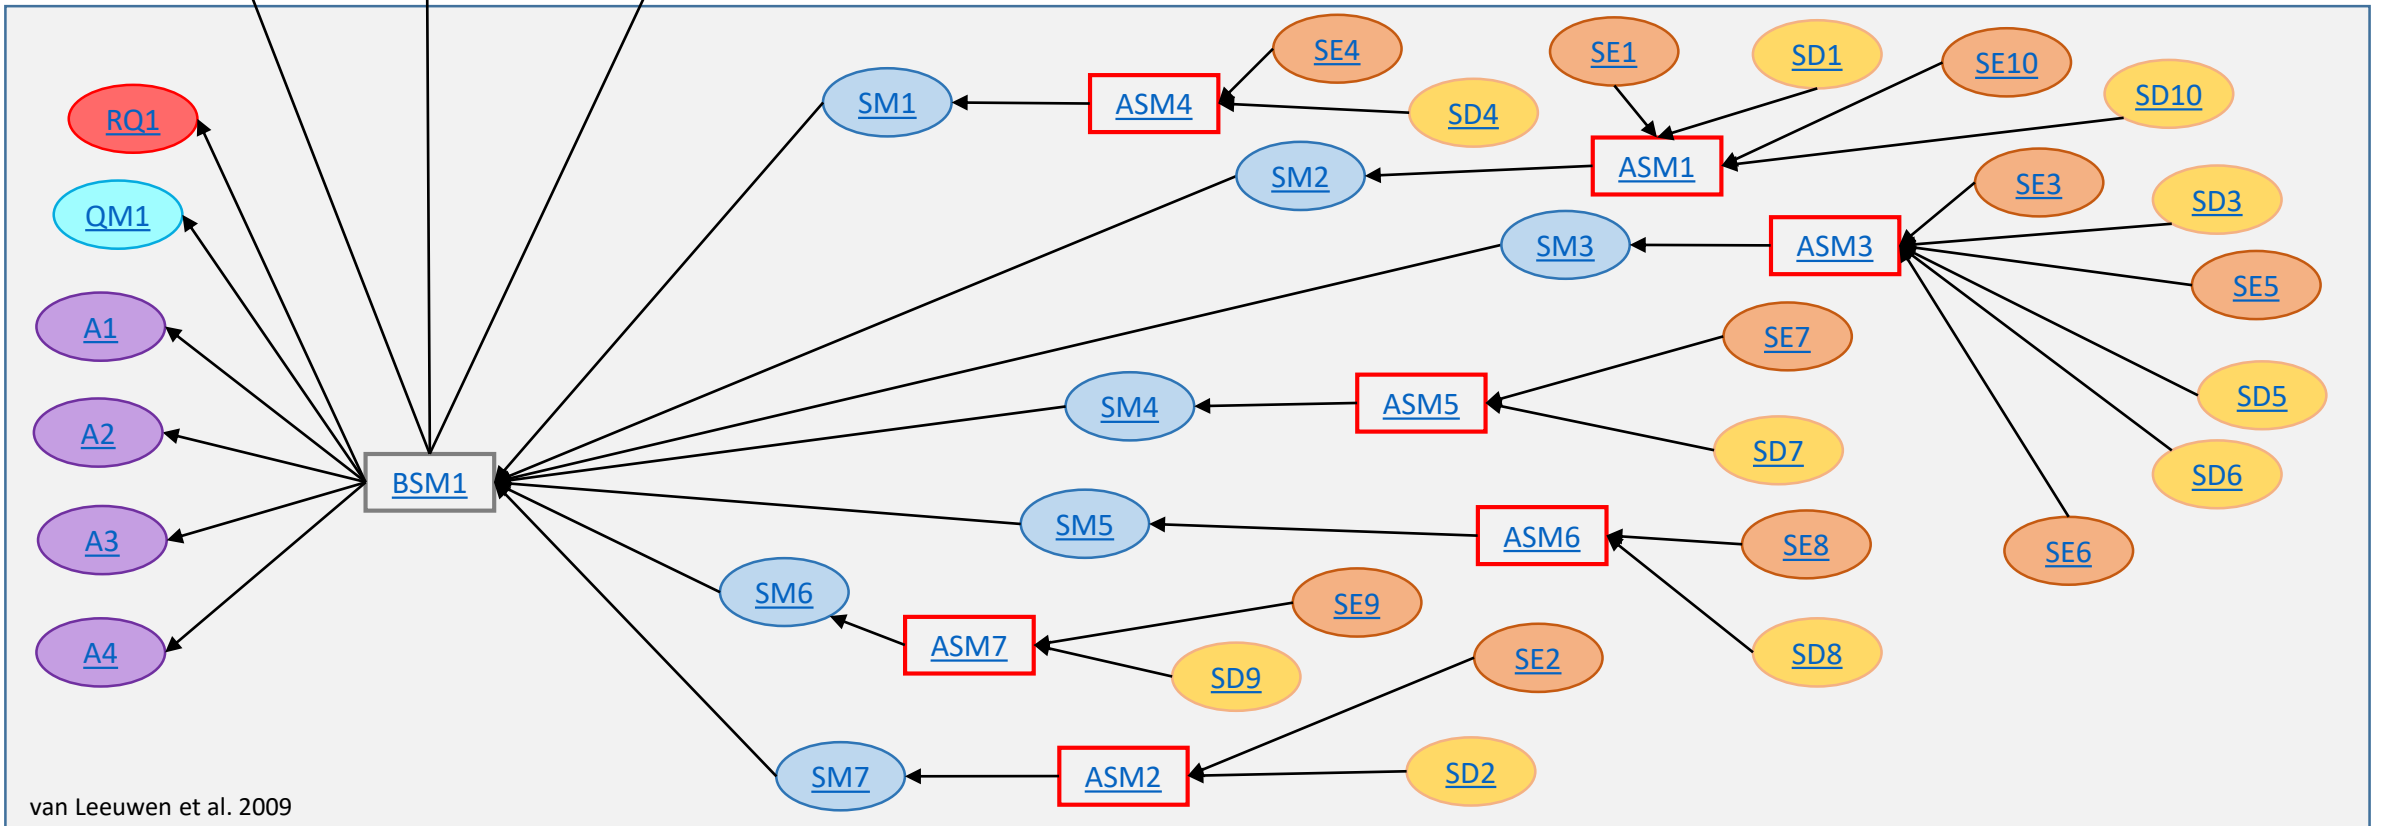 SE4
SE1
SD1
SE10
SD10
SM1
ASM4
SD4
RQ1
SM2
ASM1
SE3
SD3
QM1
SM3
ASM3
SE5
A1
SE7
SD5
SM4
ASM5
A2
SD7
SD6
BSM1
SM5
ASM6
SE8
SE6
A3
SM6
SE9
ASM7
A4
SD9
SE2
SD8
SM7
ASM2
SD2
van Leeuwen et al. 2009